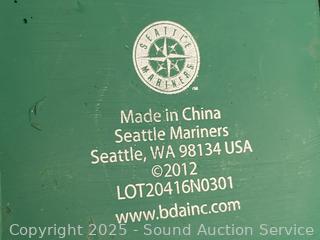 SEATTLE
MARINERS
™
Made in China
Seattle Mariners
Seattle, WA 98134 USA
©2012
LOT20416N0301
www.bdainc.com
Copyright 2025 - Sound Auction Service